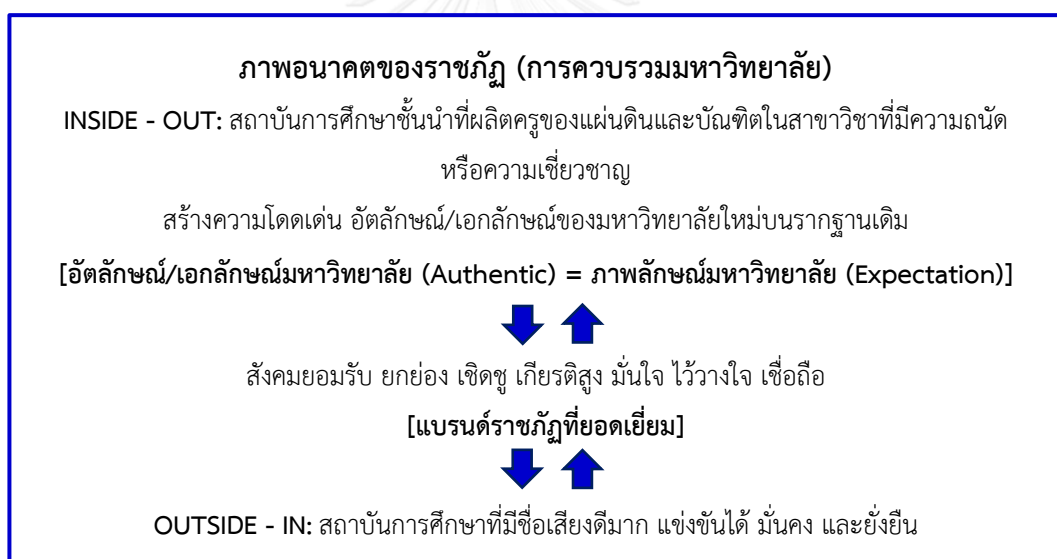 ภาพอนาคตของราชภัฏ (การควบรวมมหาวิทยาลัย)
INSIDE - OUT: สถาบันการศึกษาชั้นนำที่ผลิตครูของแผ่นดินและบัณฑิตในสาขาวิชาที่มีความถนัด
หรือความเชี่ยวชาญ
สร้างความโดดเด่น อัตลักษณ์/เอกลักษณ์ของมหาวิทยาลัยใหม่บนรากฐานเดิม
[อัตลักษณ์/เอกลักษณ์มหาวิทยาลัย (Authentic) = ภาพลักษณ์มหาวิทยาลัย (Expectation)]
สังคมยอมรับ ยกย่อง เชิดชู เกียรติสูง มั่นใจ ไว้วางใจ เชื่อถือ
[แบรนด์ราชภัฏที่ยอดเยี่ยม]
OUTSIDE - IN: สถาบันการศึกษาที่มีชื่อเสียงดีมาก แข่งขันได้ มั่นคง และยั่งยืน